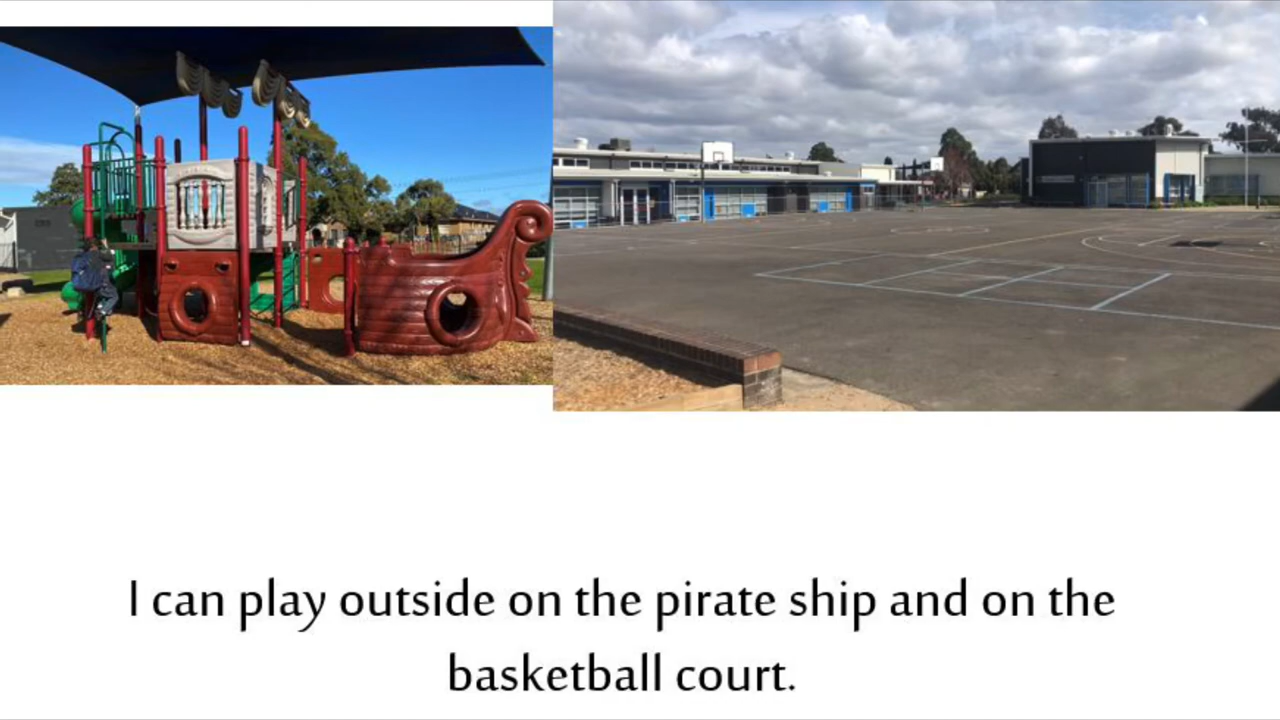 I can play outside on the pirate ship and on the
basketball court.